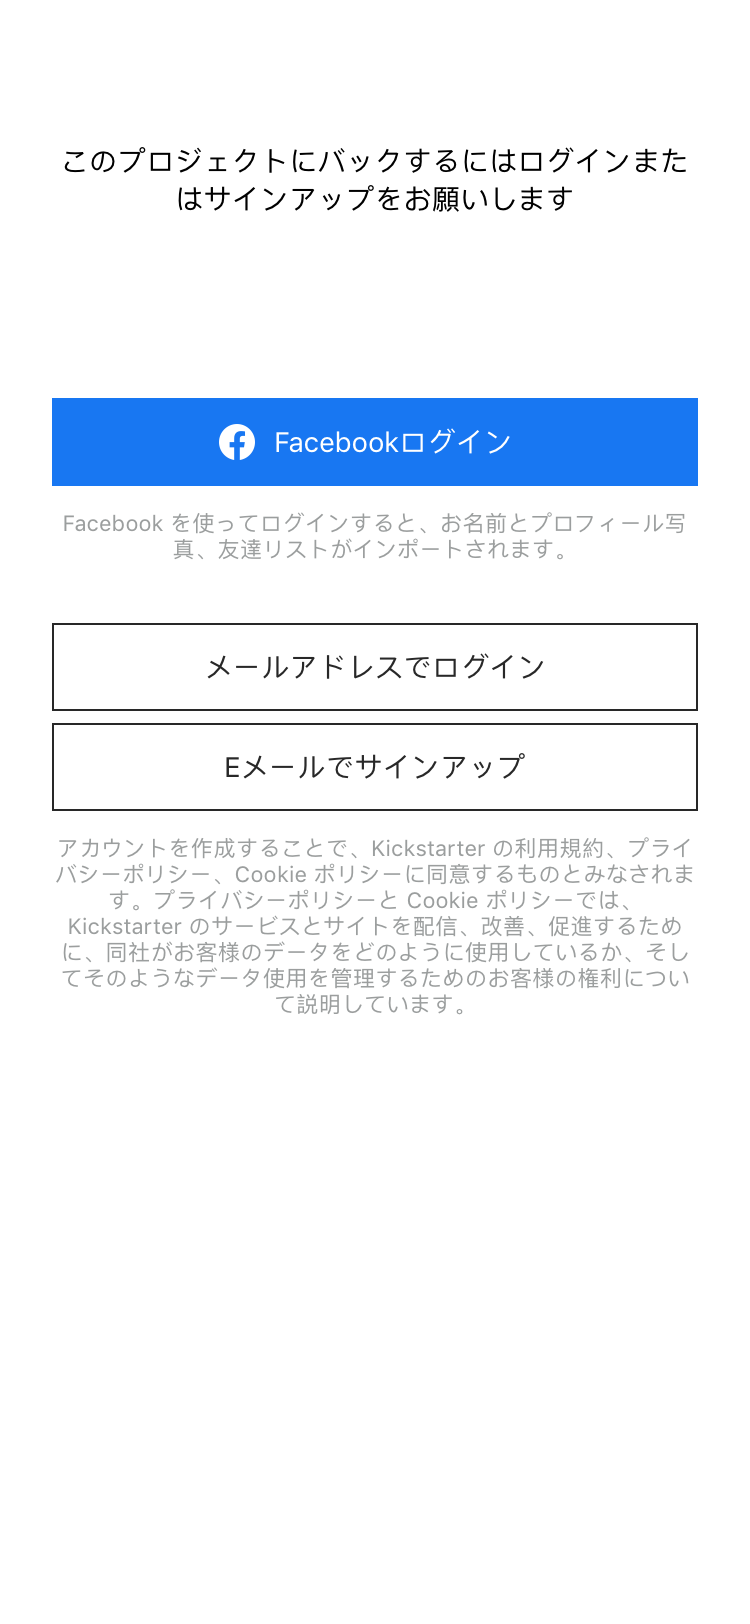 このプロジェクトにバックするにはログインまた
はサインアップをお願いします
Facebookログイン
Facebook を使ってログインすると、お名前とプロフィール写
真、友達リストがインポートされます。
メールアドレスでログイン
Eメールでサインアップ
アカウントを作成することで、Kickstarter の利用規約、プライ
バシーポリシー、Cookie ポリシーに同意するものとみなされま
す。プライバシーポリシーと Cookie ポリシーでは、
Kickstarter のサービスとサイトを配信、改善、促進するため
に、同社がお客様のデータをどのように使用しているか、そし
てそのようなデータ使用を管理するためのお客様の権利につい
て説明しています。